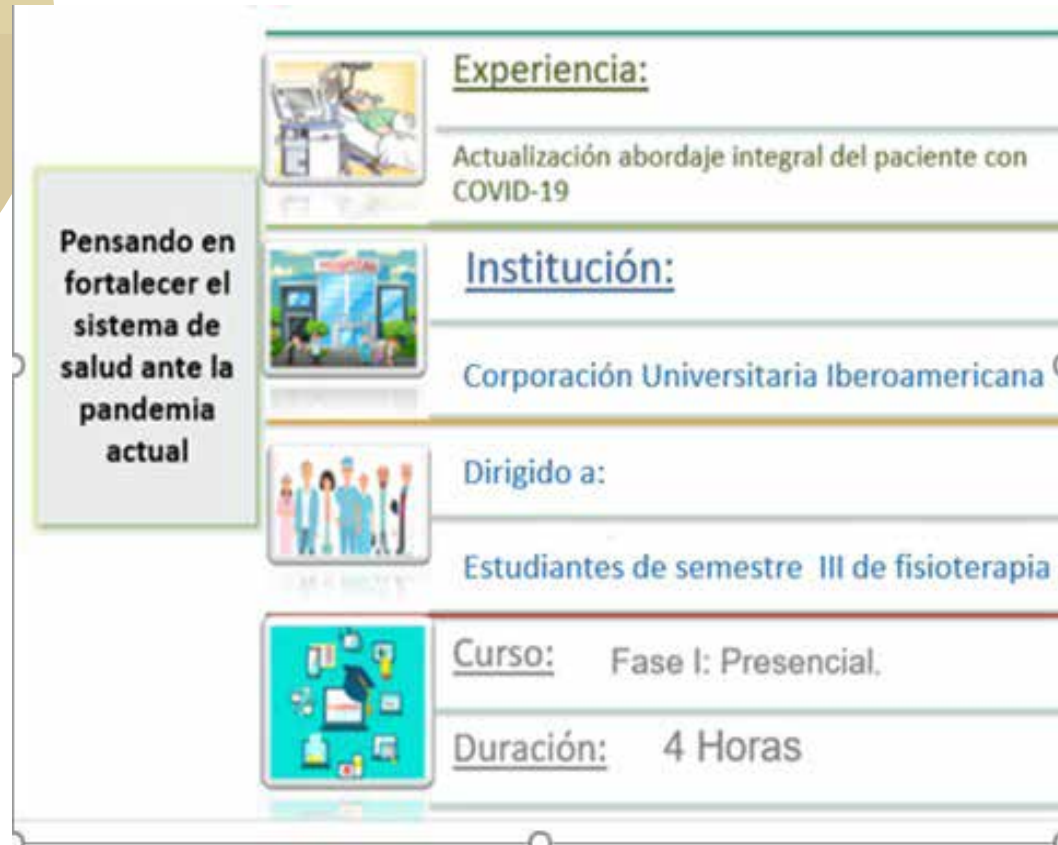 Pensando en
fortalecer el
sistema de
salud ante la
pandemia
actual
Experiencia:
Actualización abordaje integral del paciente con
COVID-19
HOSPITAL
Institución:
Corporación Universitaria Iberoamericana
Dirigido a:
Estudiantes de semestre III de fisioterapia
Curso: Fase I: Presencial.
Duración: 4 Horas